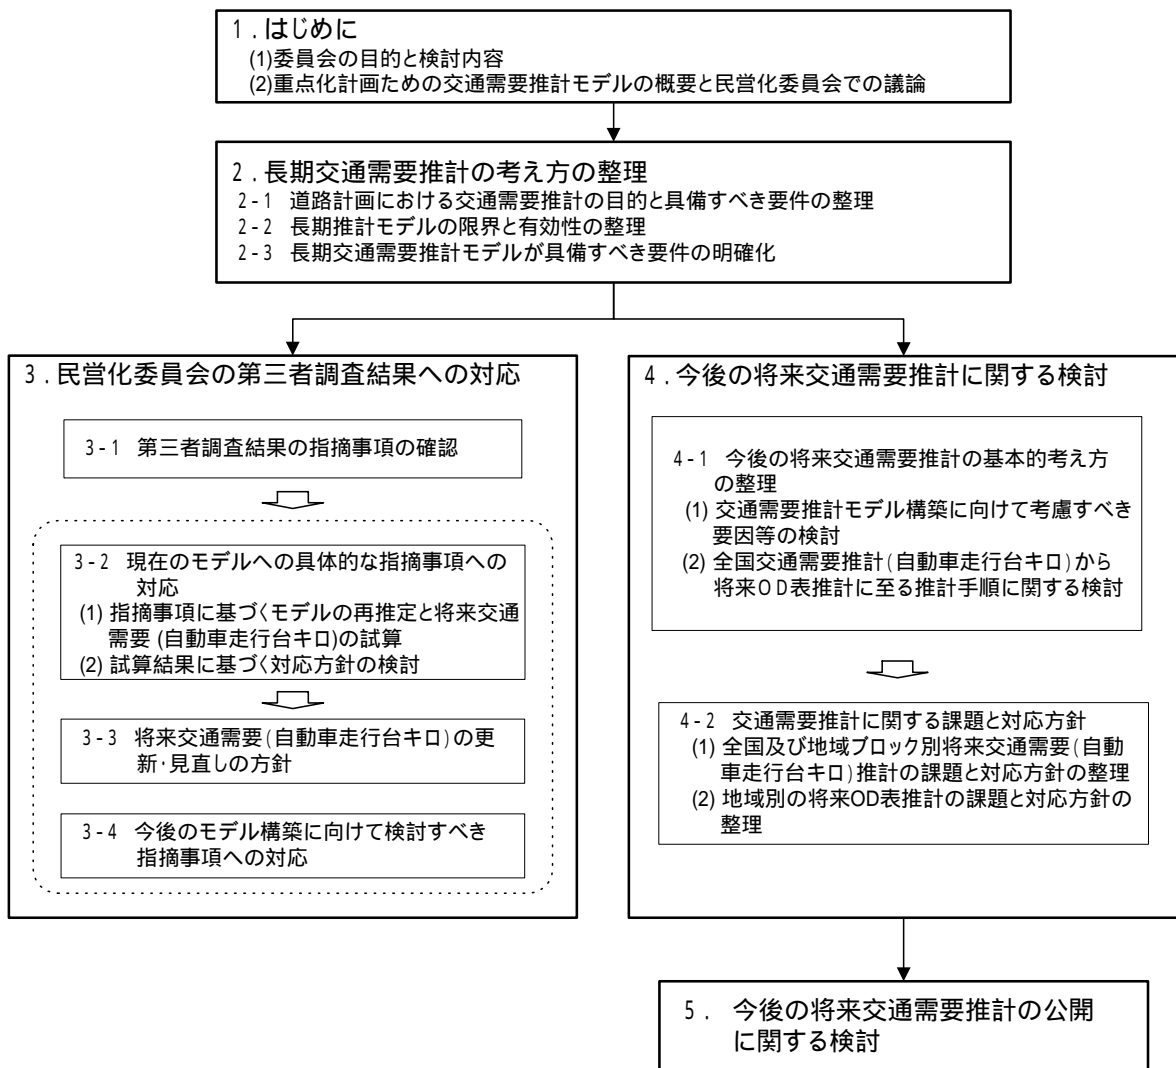 1．はじめに
(1)委員会の目的と検討内容
(2)重点化計画ための交通需要推計モデルの概要と民営化委員会での議論
2．長期交通需要推計の考え方の整理
2-1 道路計画における交通需要推計の目的と具備すべき要件の整理
2-2 長期推計モデルの限界と有効性の整理
2-3 長期交通需要推計モデルが具備すべき要件の明確化
3．民営化委員会の第三者調査結果への対応
3-1 第三者調査結果の指摘事項の確認
3-2 現在のモデルへの具体的な指摘事項への
対応
(1) 指摘事項に基づくモデルの再推定と将来交通
需要 (自動車走行台キロ)の試算
(2) 試算結果に基づく対応方針の検討
3-3 将来交通需要(自動車走行台キロ)の更
新・見直しの方針
3-4 今後のモデル構築に向けて検討すべき
指摘事項への対応
4．今後の将来交通需要推計に関する検討
4-1 今後の将来交通需要推計の基本的考え方
の整理
(1) 交通需要推計モデル構築に向けて考慮すべき
要因等の検討
(2) 全国交通需要推計(自動車走行台キロ)から
将来OD表推計に至る推計手順に関する検討
4-2 交通需要推計に関する課題と対応方針
(1) 全国及び地域ブロック別将来交通需要(自動
車走行台キロ)推計の課題と対応方針の整理
(2) 地域別の将来OD表推計の課題と対応方針の
整理
5． 今後の将来交通需要推計の公開
に関する検討